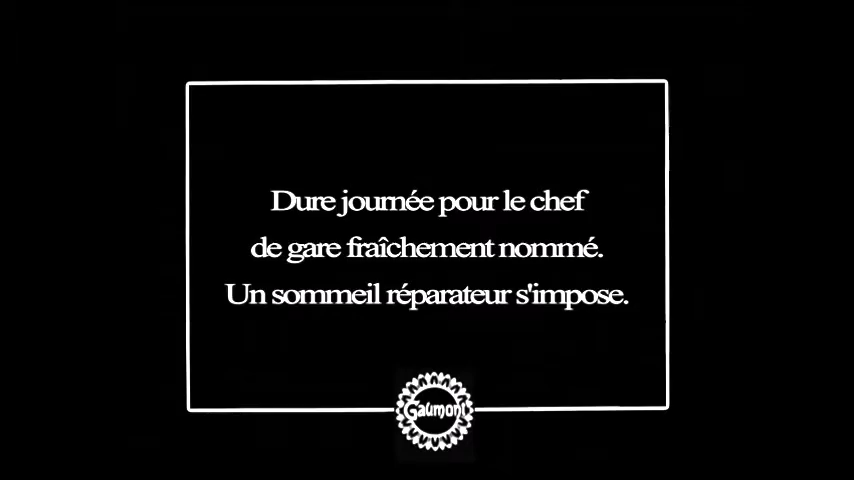 Dure journée pour le chef
de gare fraîchement nommé.
Un sommeil réparateur s'impose.
Gaumont